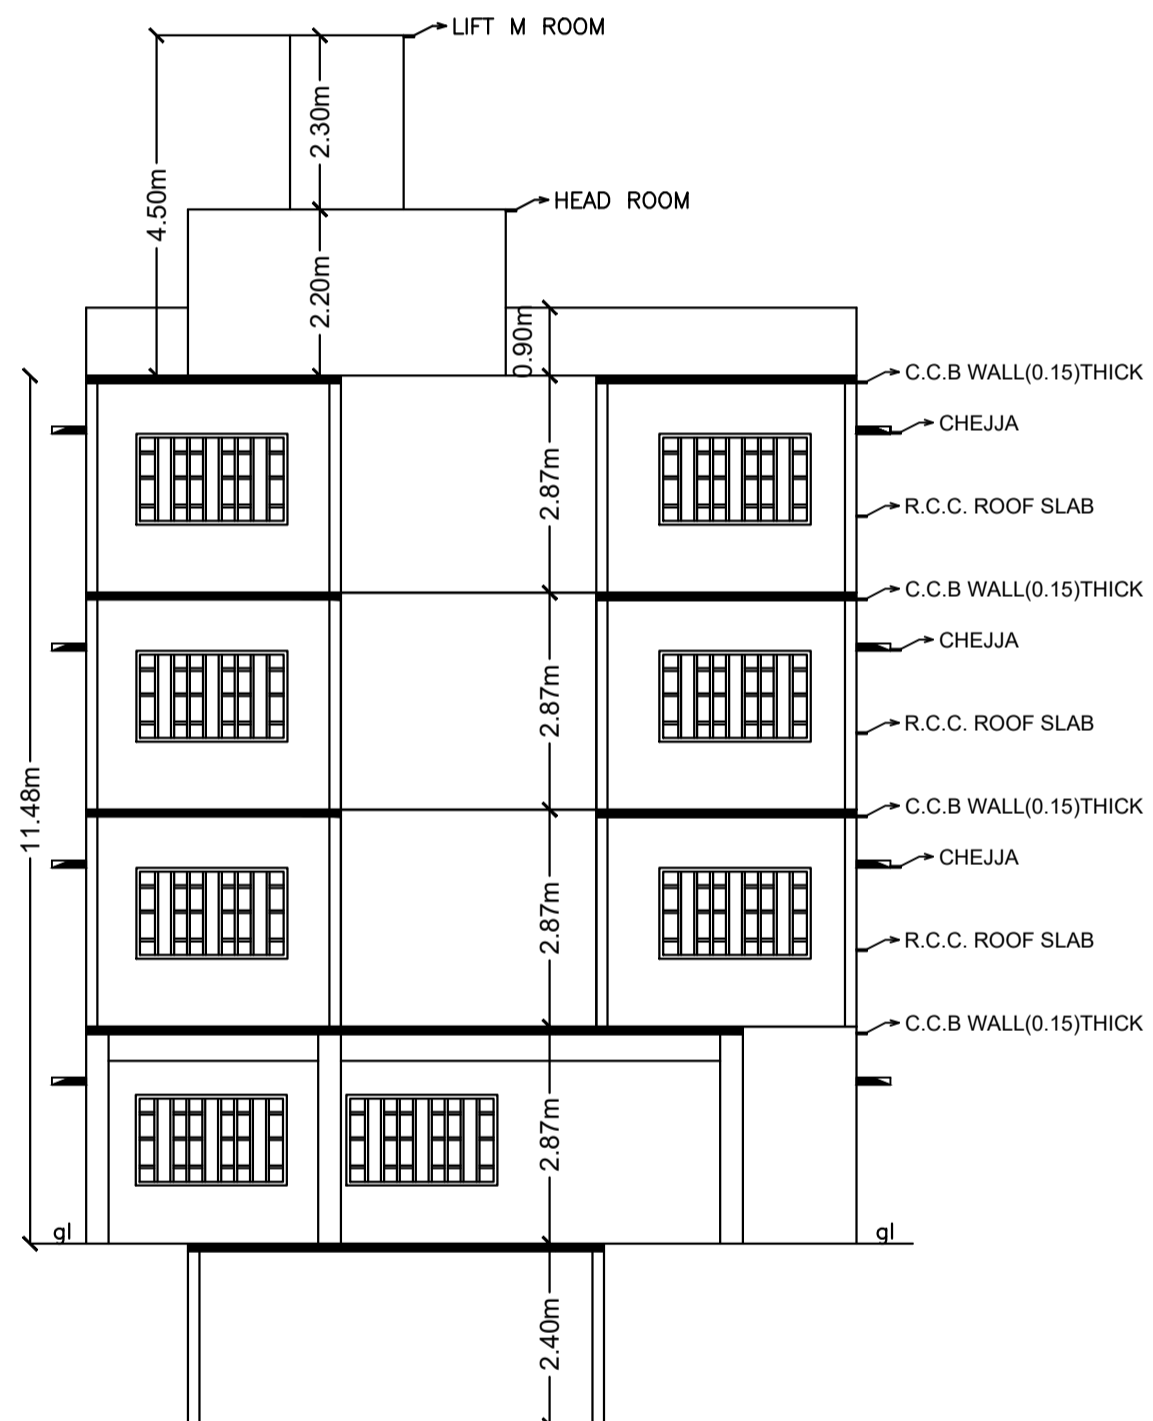 LIFT M ROOM
2.30m
4.50m
HEAD ROOM
2.20m
0.90m
C.C.B WALL(0.15)THICK
CHEJJA
2.87m
R.C.C. ROOF SLAB
C.C.B WALL(0.15)THICK
CHEJJA
2.87m
R.C.C. ROOF SLAB
11.48m
C.C.B WALL(0.15)THICK
CHEJJA
2.87m
R.C.C. ROOF SLAB
C.C.B WALL(0.15)THICK
2.87m
gl
gl
2.40m